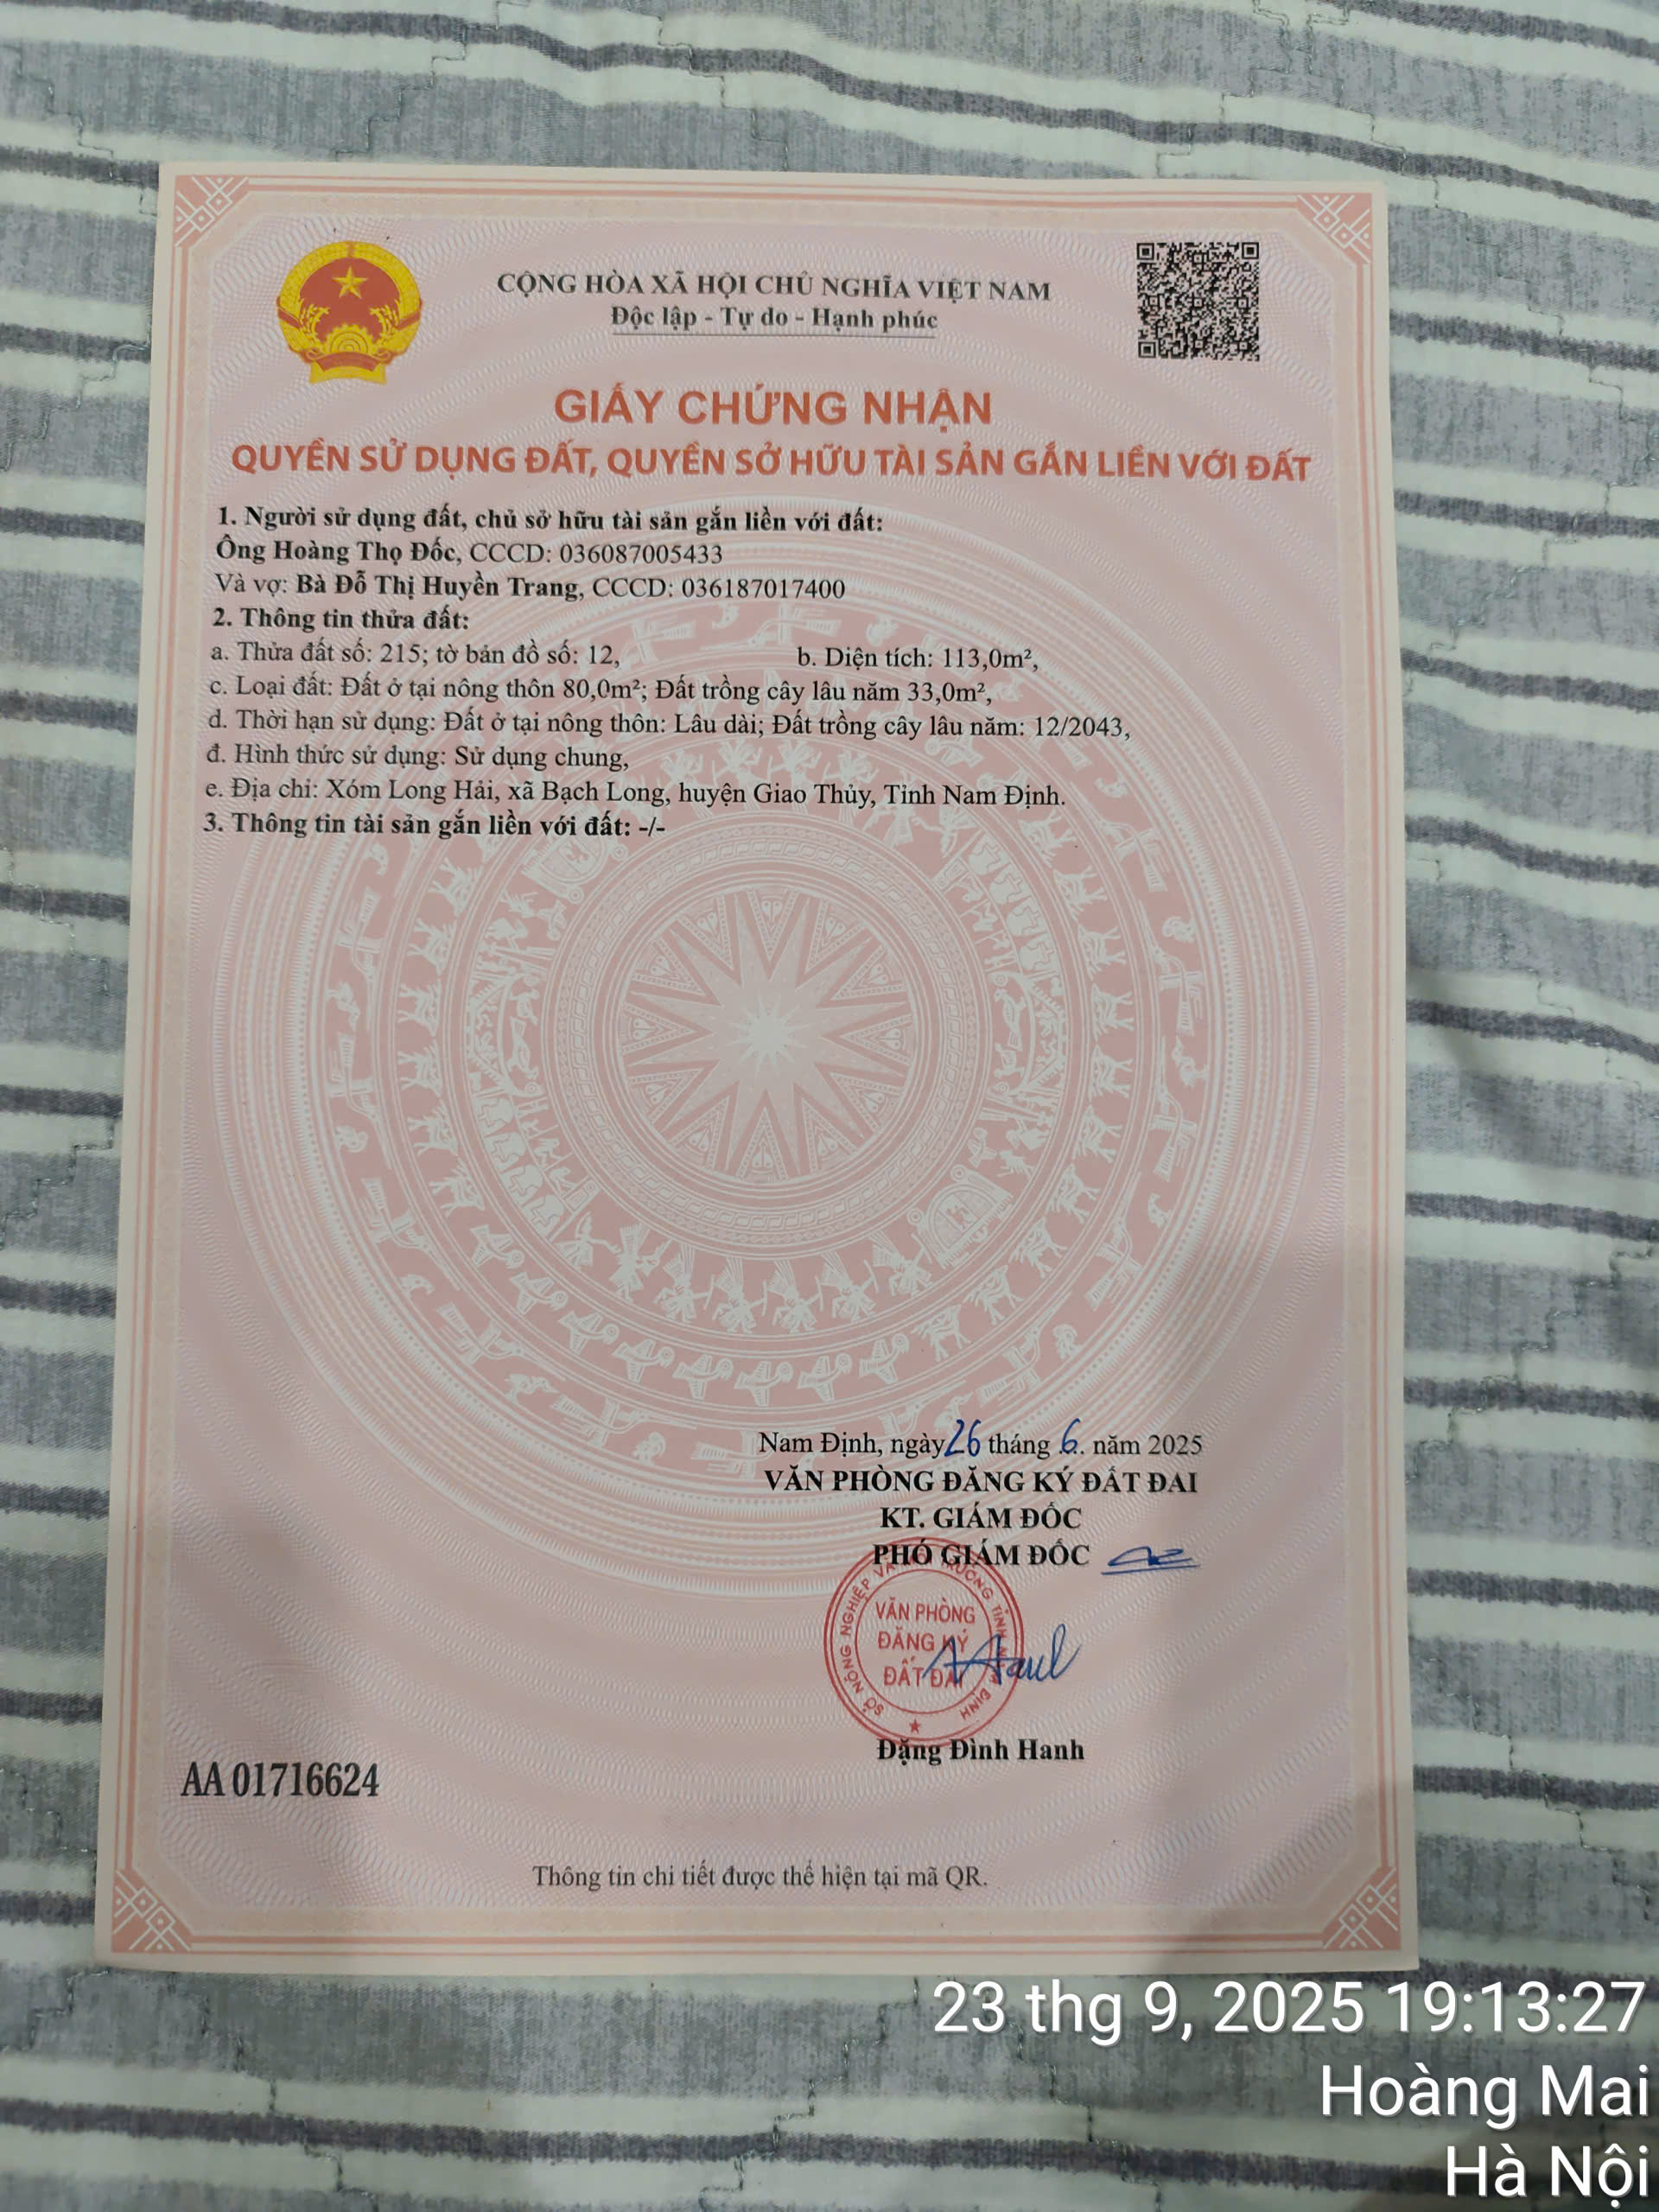 CỘNG HÒA XÃ HỘI CHỦ NGHĨA VIỆT NAM
Độc lập - Tự do - Hạnh phúc
GIẤY CHỨNG NHẬN
QUYỀN SỬ DỤNG ĐẤT, QUYỀN SỞ HỮU TÀI SẢN GẮN LIỀN VỚI ĐẤT
1. Người sử dụng đất, chủ sở hữu tài sản gắn liền với đất:
Ông Hoàng Thọ Đốc, CCCD: 036087005433
Và vợ: Bà Đỗ Thị Huyền Trang, CCCD: 036187017400
2. Thông tin thửa đất:
a. Thửa đất số: 215; tờ bản đồ số: 12, b. Diện tích: 113,0m²,
c. Loại đất: Đất ở tại nông thôn 80,0m²; Đất trồng cây lâu năm 33,0m²,
d. Thời hạn sử dụng: Đất ở tại nông thôn: Lâu dài; Đất trồng cây lâu năm: 12/2043,
đ. Hình thức sử dụng: Sử dụng chung,
e. Địa chỉ: Xóm Long Hải, xã Bạch Long, huyện Giao Thủy, Tỉnh Nam Định.
3. Thông tin tài sản gắn liền với đất: -/-
Nam Định, ngày 26 tháng 6 năm 2025
VĂN PHÒNG ĐĂNG KÝ ĐẤT ĐAI
KT. GIÁM ĐỐC
PHÓ GIÁM ĐỐC
SỞ NÔNG NGHIỆP VÀ MÔI TRƯỜNG TỈNH NAM ĐỊNH
VĂN PHÒNG
ĐĂNG KÝ
ĐẤT ĐAI
Đặng Đình Hanh
AA 01716624
Thông tin chi tiết được thể hiện tại mã QR.
23 thg 9, 2025 19:13:27
Hoàng Mai
Hà Nội